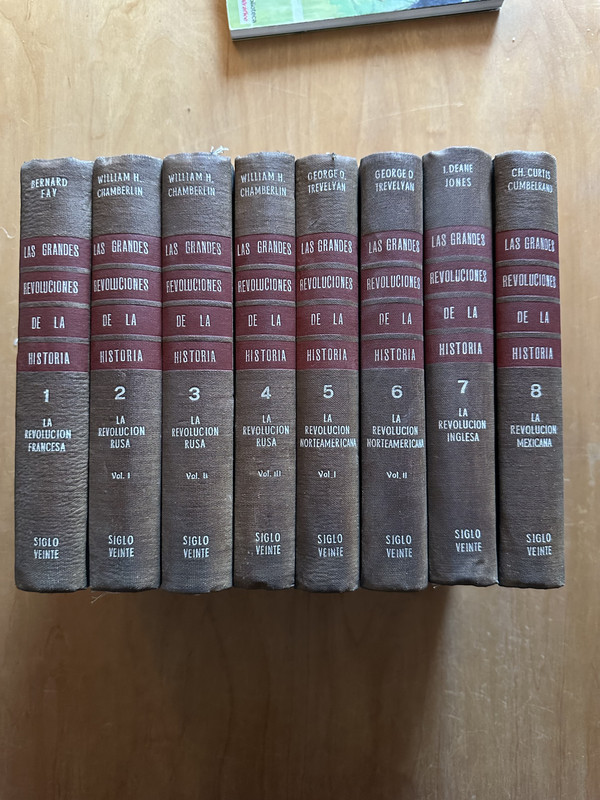 BERNARD
FAY
LAS GRANDES
REVOLUCIONES
DE LA
HISTORIA
1
LA
REVOLUCION
FRANCESA
SIGLO
VEINTE
WILLIAM H.
CHAMBERLIN
LAS GRANDES
REVOLUCIONES
DE LA
HISTORIA
2
LA
REVOLUCION
RUSA
Vol. I
SIGLO
VEINTE
WILLIAM H.
CHAMBERLIN
LAS GRANDES
REVOLUCIONES
DE LA
HISTORIA
3
LA
REVOLUCION
RUSA
Vol. II
SIGLO
VEINTE
WILLIAM H.
CHAMBERLIN
LAS GRANDES
REVOLUCIONES
DE LA
HISTORIA
4
LA
REVOLUCION
RUSA
Vol. III
SIGLO
VEINTE
GEORGE O.
TREVELYAN
LAS GRANDES
REVOLUCIONES
DE LA
HISTORIA
5
LA
REVOLUCION
NORTEAMERICANA
Vol. I
SIGLO
VEINTE
GEORGE O
TREVELYAN
LAS GRANDES
REVOLUCIONES
DE LA
HISTORIA
6
LA
REVOLUCION
NORTEAMERICANA
Vol. II
SIGLO
VEINTE
I. DEANE
JONES
LAS GRANDES
REVOLUCIONES
DE LA
HISTORIA
7
LA
REVOLUCION
INGLESA
SIGLO
VEINTE
CH. CURTIS
CUMBELRAND
LAS GRANDES
REVOLUCIONES
DE LA
HISTORIA
8
LA
REVOLUCION
MEXICANA
SIGLO
VEINTE